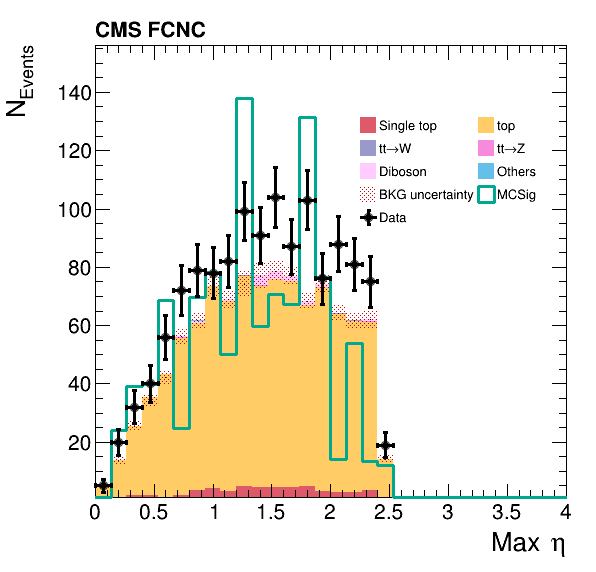 CMS FCNC
N_Events
140
120
100
80
60
40
20
Single top
top
tt→W
tt→Z
Diboson
Others
BKG uncertainty
MCSig
Data
0 0.5 1 1.5 2 2.5 3 3.5 4
Max η